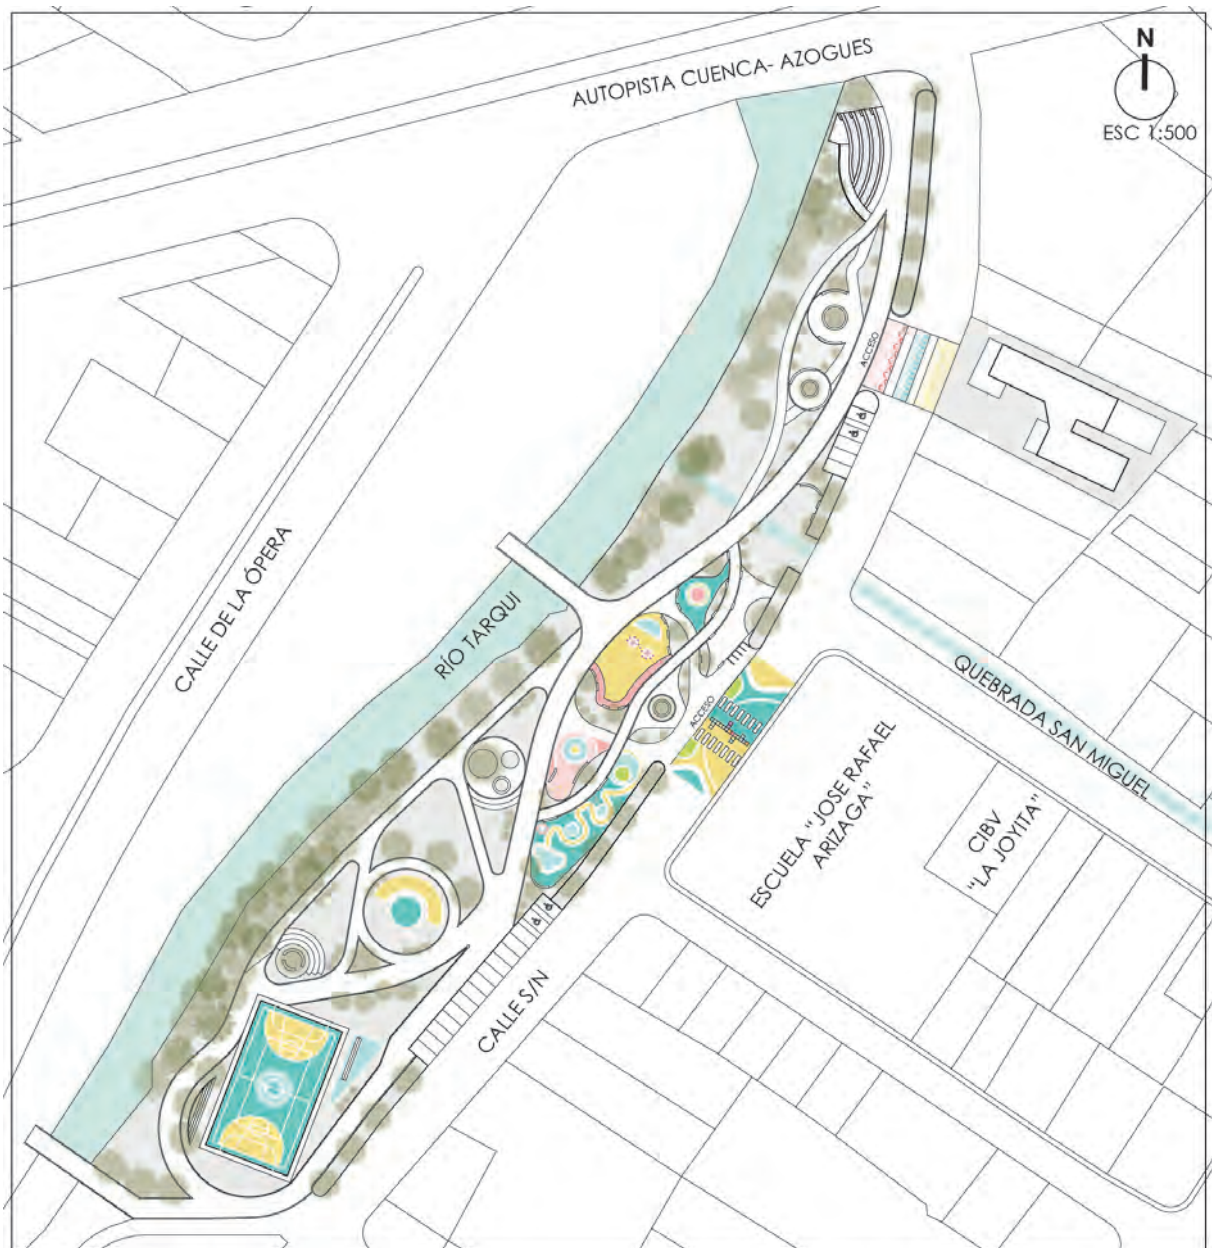 AUTOPISTA CUENCA- AZOGUES
N
ESC 1:500
ACCESO
CALLE DE LA ÓPERA
RÍO TARQUI
QUEBRADA SAN MIGUEL
ACCESO
ESCUELA "JOSE RAFAEL
ARIZAGA"
CIBV
"LA JOYITA"
CALLE S/N